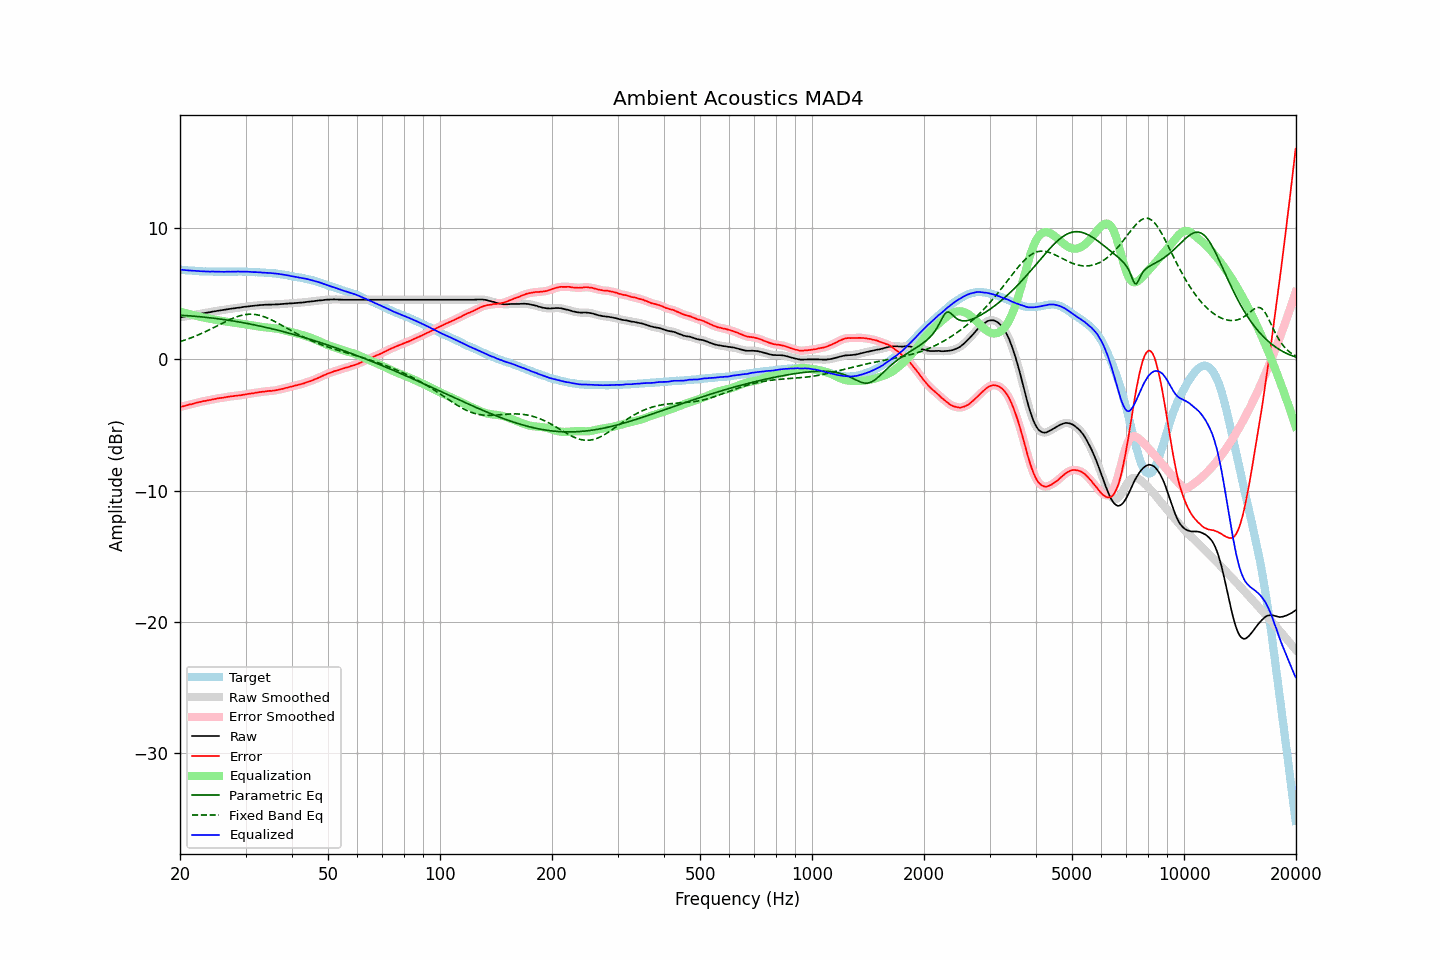 Ambient Acoustics MAD4
Amplitude (dBr)
10
0
−10
−20
−30
Target
Raw Smoothed
Error Smoothed
Raw
Error
Equalization
Parametric Eq
Fixed Band Eq
Equalized
20 50 100 200 500 1000 2000 5000 10000 20000
Frequency (Hz)